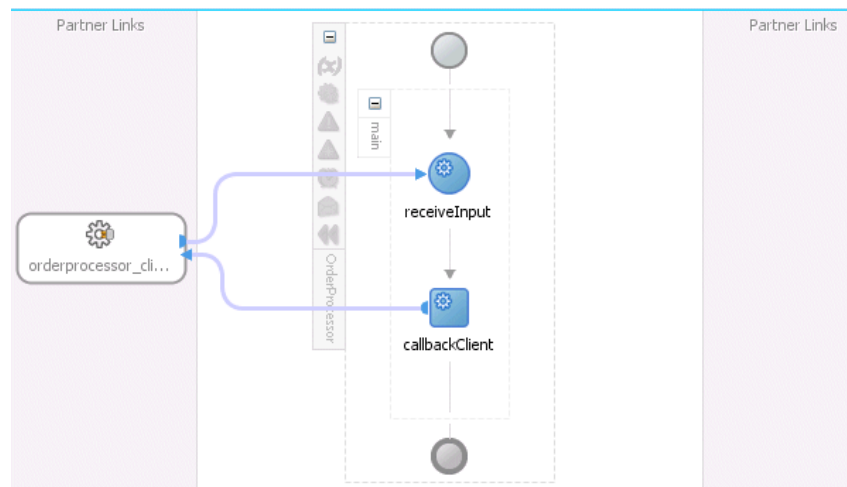 Partner Links
Partner Links
main
receiveInput
orderprocessor_cli...
OrderProcessor
callbackClient